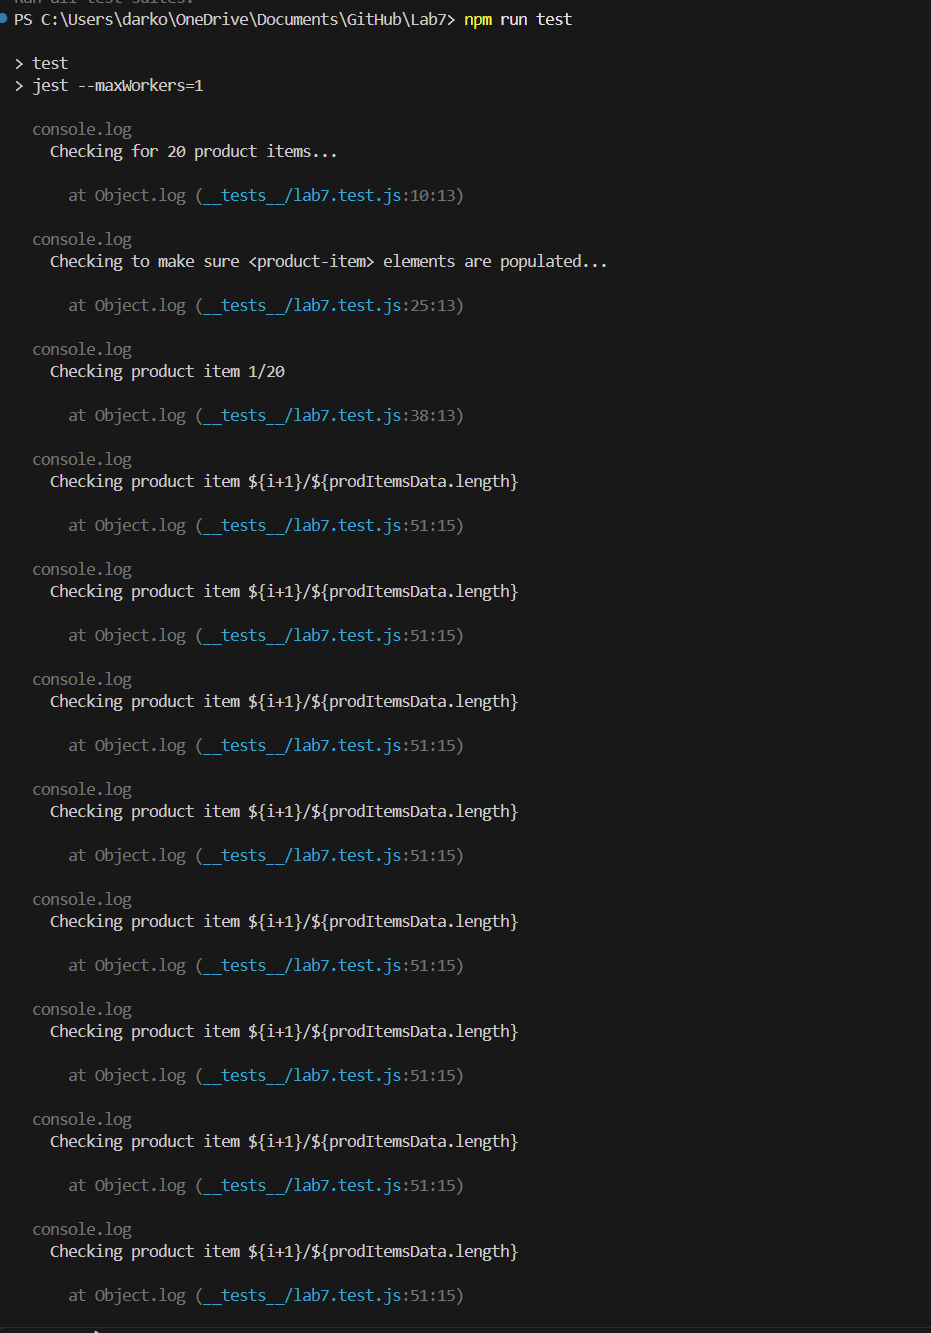 Run all test suites.
PS C:\Users\darko\OneDrive\Documents\GitHub\Lab7> npm run test
> test
> jest --maxWorkers=1
console.log
Checking for 20 product items...
at Object.log (__tests__/lab7.test.js:10:13)
console.log
Checking to make sure <product-item> elements are populated...
at Object.log (__tests__/lab7.test.js:25:13)
console.log
Checking product item 1/20
at Object.log (__tests__/lab7.test.js:38:13)
console.log
Checking product item ${i+1}/${prodItemsData.length}
at Object.log (__tests__/lab7.test.js:51:15)
console.log
Checking product item ${i+1}/${prodItemsData.length}
at Object.log (__tests__/lab7.test.js:51:15)
console.log
Checking product item ${i+1}/${prodItemsData.length}
at Object.log (__tests__/lab7.test.js:51:15)
console.log
Checking product item ${i+1}/${prodItemsData.length}
at Object.log (__tests__/lab7.test.js:51:15)
console.log
Checking product item ${i+1}/${prodItemsData.length}
at Object.log (__tests__/lab7.test.js:51:15)
console.log
Checking product item ${i+1}/${prodItemsData.length}
at Object.log (__tests__/lab7.test.js:51:15)
console.log
Checking product item ${i+1}/${prodItemsData.length}
at Object.log (__tests__/lab7.test.js:51:15)
console.log
Checking product item ${i+1}/${prodItemsData.length}
at Object.log (__tests__/lab7.test.js:51:15)